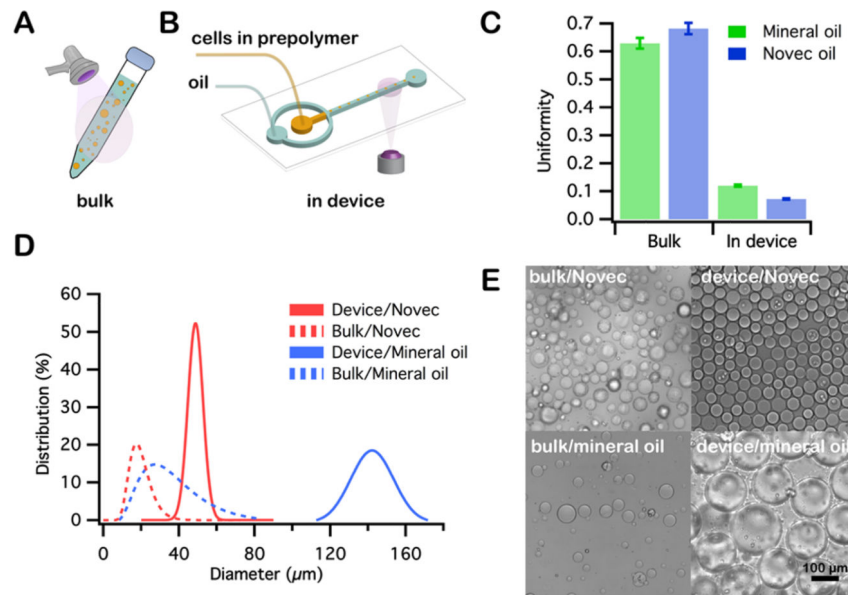 A
B
cells in prepolymer
oil
bulk
in device
C
Uniformity
0.7
0.6
0.5
0.4
0.3
0.2
0.1
0.0
Mineral oil
Novec oil
Bulk
In device
D
Distribution (%)
60
50
40
30
20
10
0
Device/Novec
Bulk/Novec
Device/Mineral oil
Bulk/Mineral oil
0 40 80 120 160
Diameter (µm)
E
bulk/Novec
device/Novec
bulk/mineral oil
device/mineral oil
100 µm